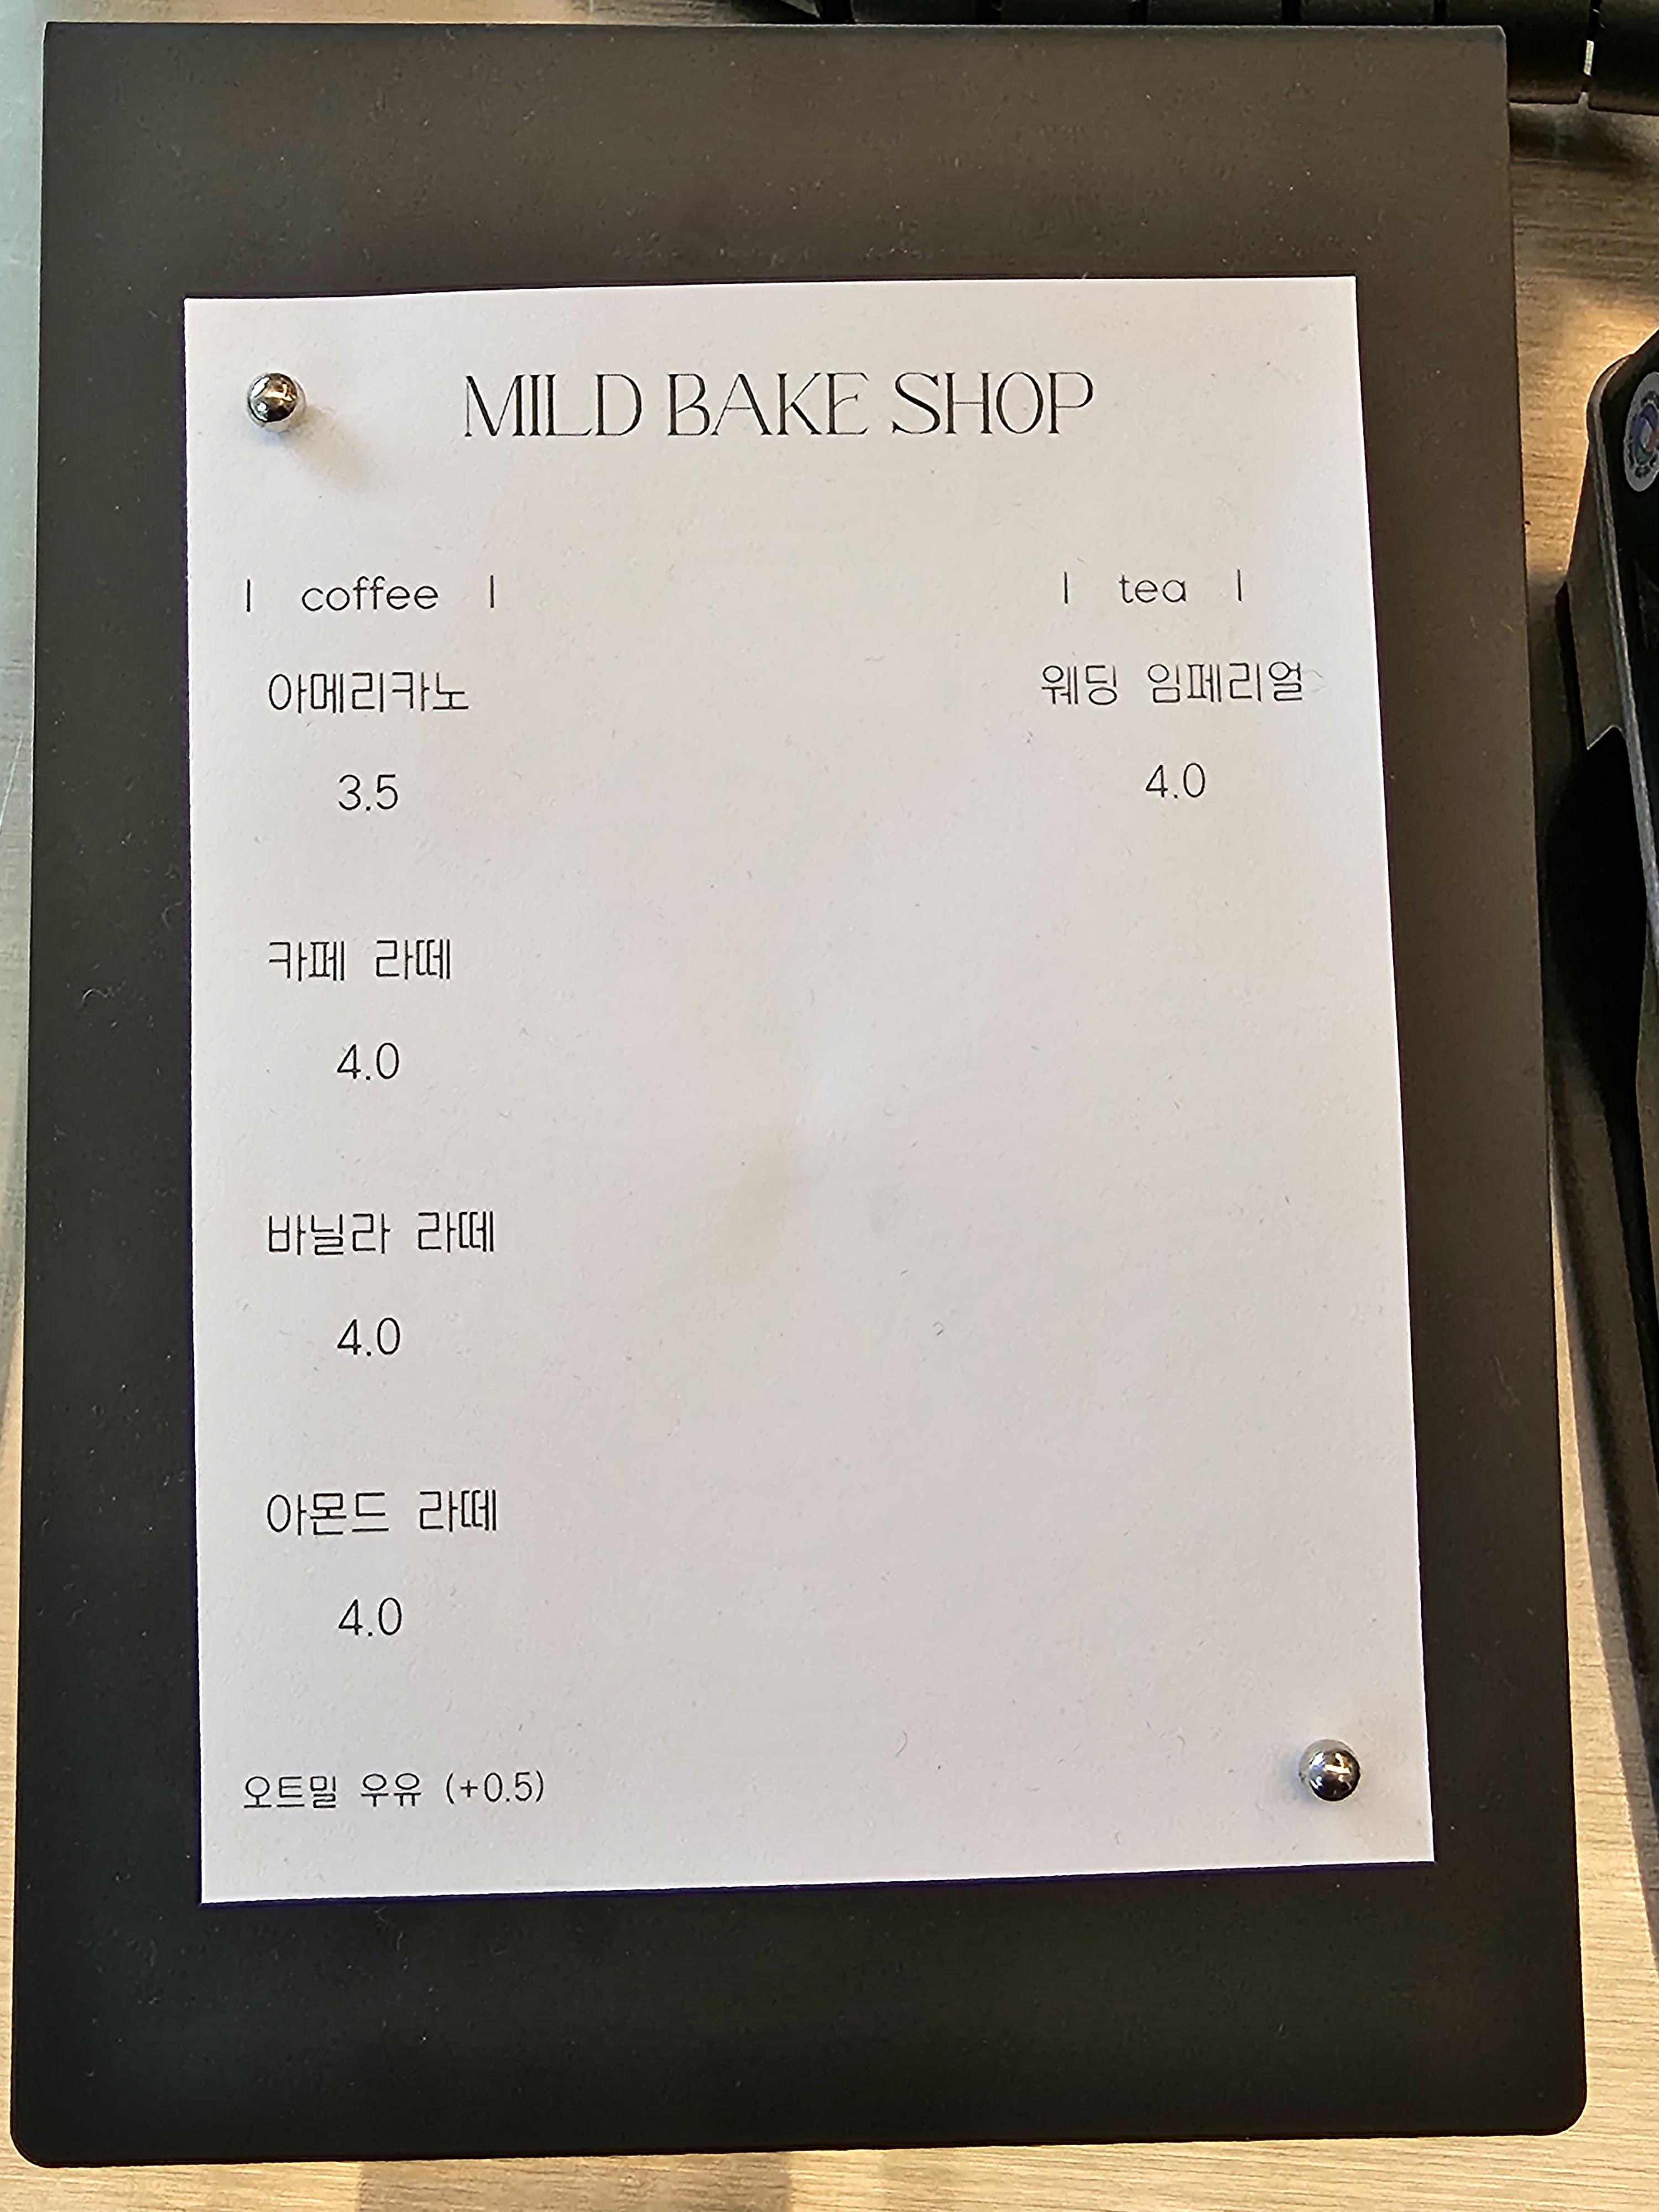 MILD BAKE SHOP
| coffee |
아메리카노
3.5
카페 라떼
4.0
바닐라 라떼
4.0
아몬드 라떼
4.0
오트밀 우유 (+0.5)
| tea |
웨딩 임페리얼
4.0